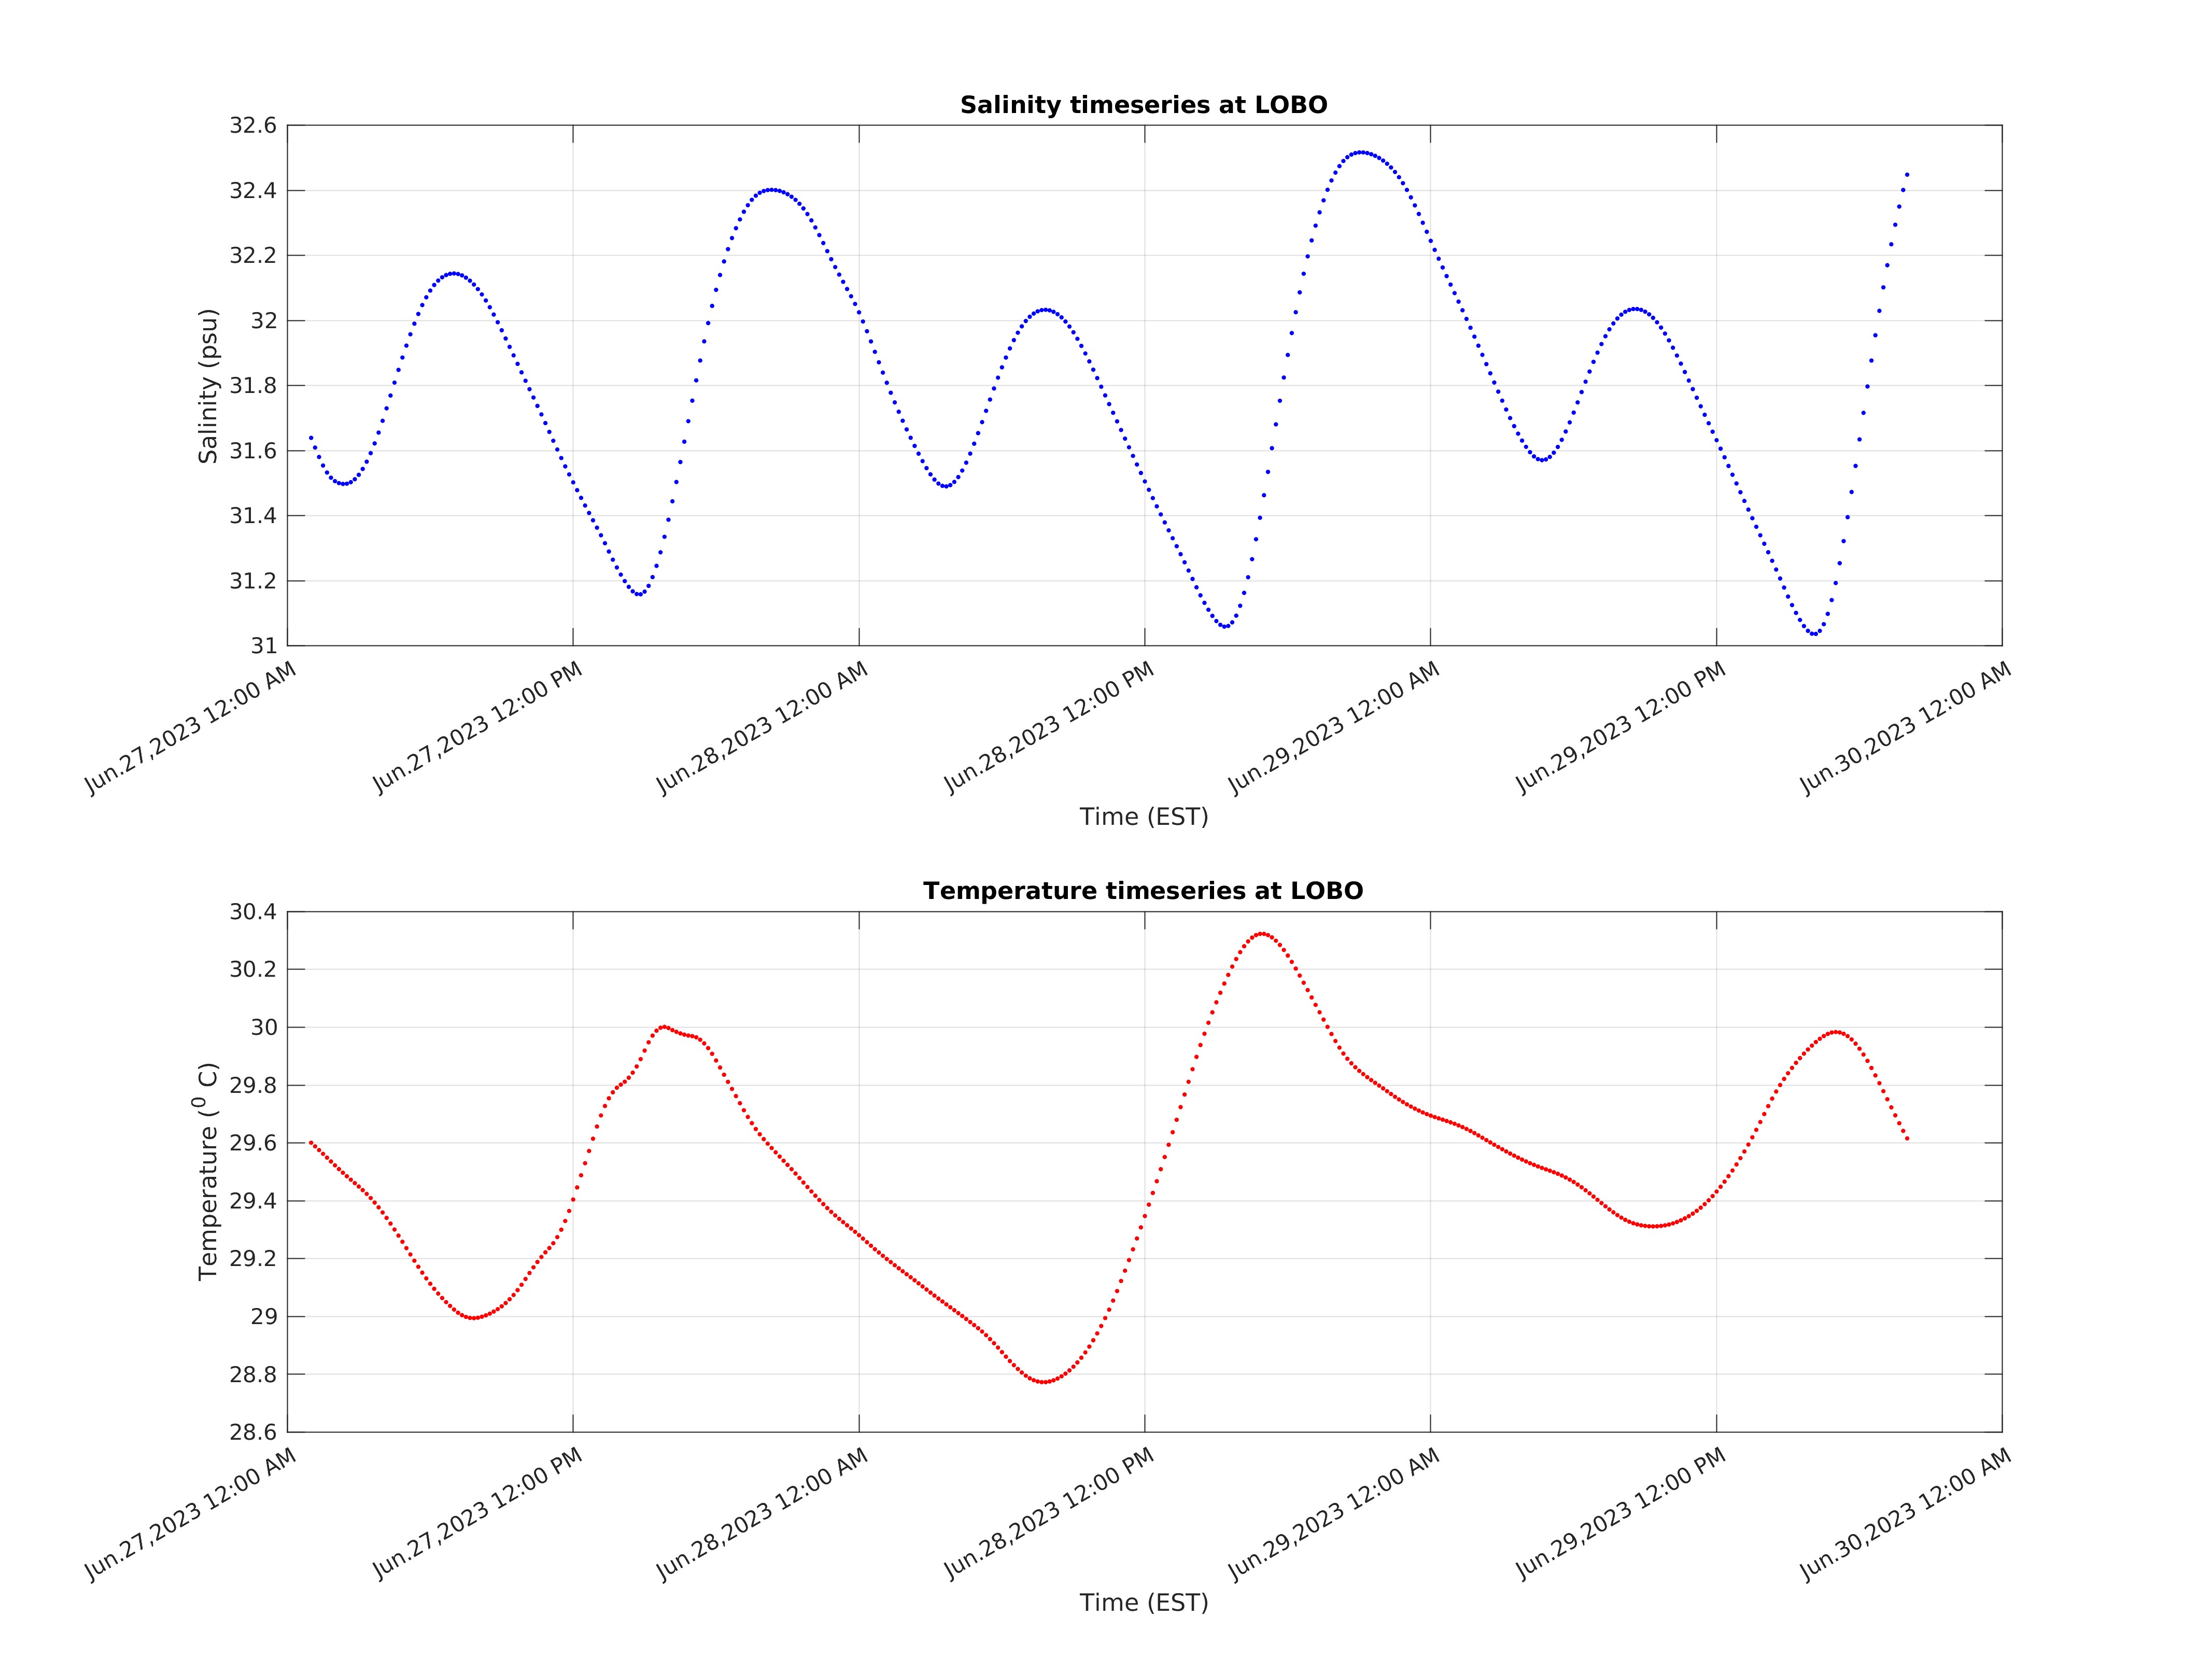 Salinity timeseries at LOBO
Salinity (psu)
32.6
32.4
32.2
32
31.8
31.6
31.4
31.2
31
Jun.27,2023 12:00 AM
Jun.27,2023 12:00 PM
Jun.28,2023 12:00 AM
Jun.28,2023 12:00 PM
Jun.29,2023 12:00 AM
Jun.29,2023 12:00 PM
Jun.30,2023 12:00 AM
Time (EST)
Temperature timeseries at LOBO
Temperature (⁰ C)
30.4
30.2
30
29.8
29.6
29.4
29.2
29
28.8
28.6
Jun.27,2023 12:00 AM
Jun.27,2023 12:00 PM
Jun.28,2023 12:00 AM
Jun.28,2023 12:00 PM
Jun.29,2023 12:00 AM
Jun.29,2023 12:00 PM
Jun.30,2023 12:00 AM
Time (EST)